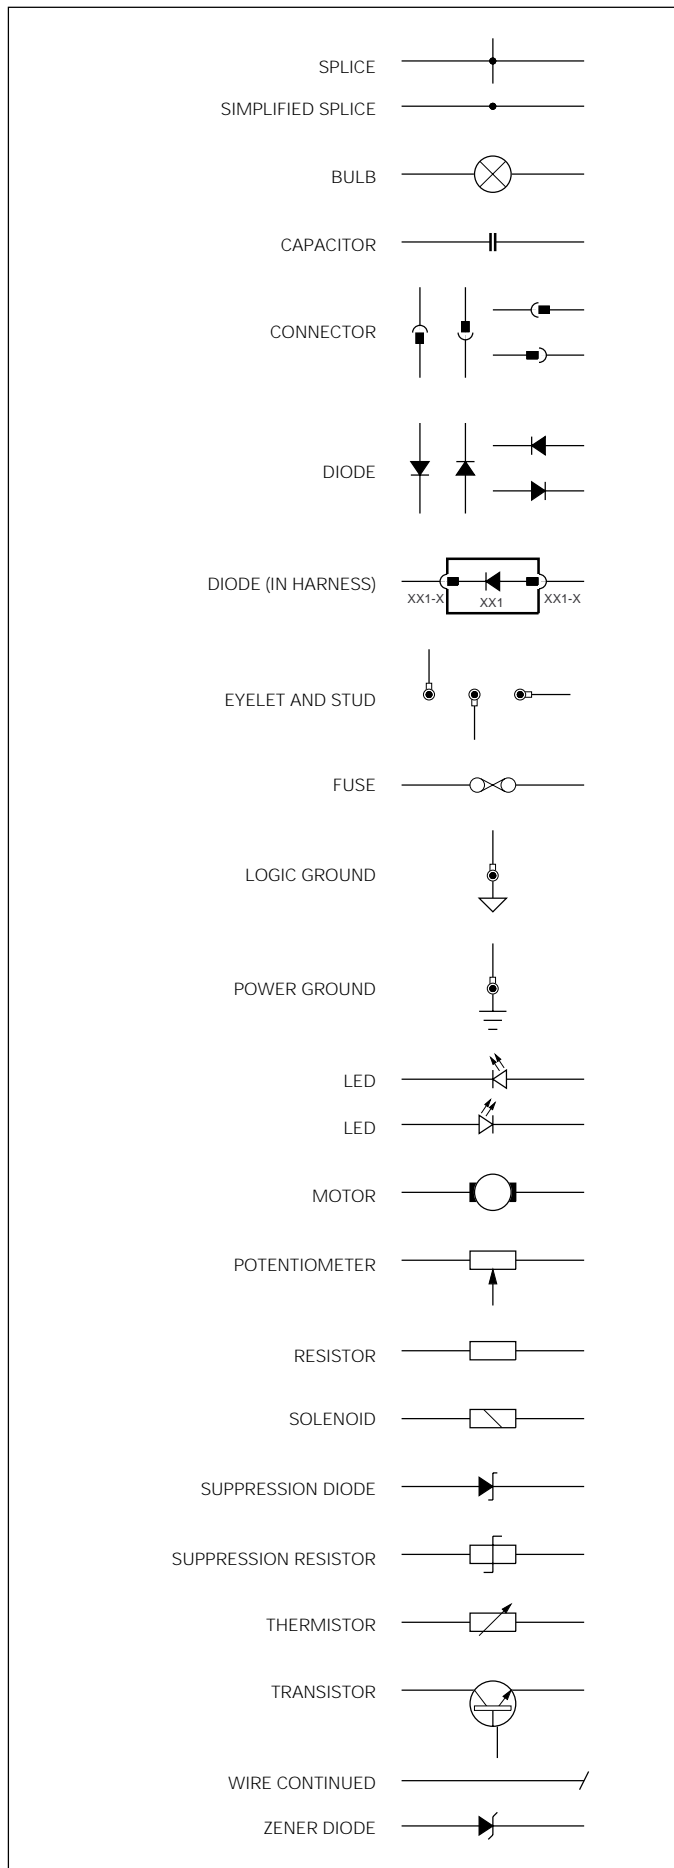 SPLICE
SIMPLIFIED SPLICE
BULB
CAPACITOR
CONNECTOR
DIODE
DIODE (IN HARNESS)
XX1-X XX1 XX1-X
EYELET AND STUD
FUSE
LOGIC GROUND
POWER GROUND
LED
LED
MOTOR
POTENTIOMETER
RESISTOR
SOLENOID
SUPPRESSION DIODE
SUPPRESSION RESISTOR
THERMISTOR
TRANSISTOR
WIRE CONTINUED
ZENER DIODE